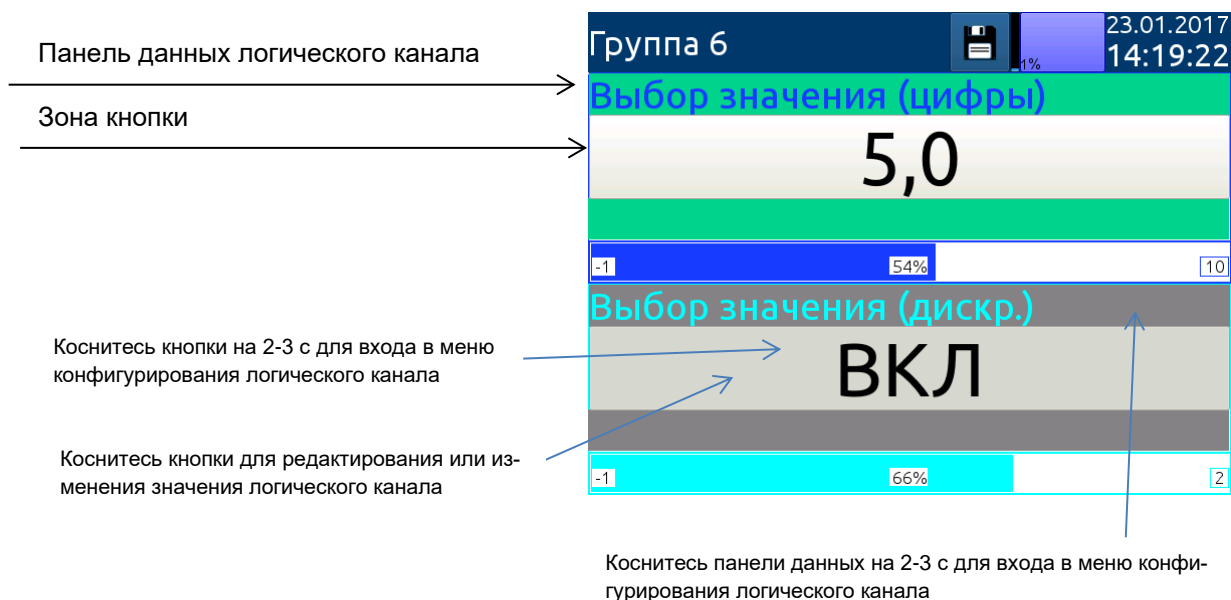 Панель данных логического канала
Зона кнопки
Группа 6
1%
23.01.2017
14:19:22
Выбор значения (цифры)
5,0
-1
54%
10
Выбор значения (дискр.)
ВКЛ
-1
66%
2
Коснитесь кнопки на 2-3 с для входа в меню
конфигурирования логического канала
Коснитесь кнопки для редактирования или из-
менения значения логического канала
Коснитесь панели данных на 2-3 с для входа в меню конфи-
гурирования логического канала